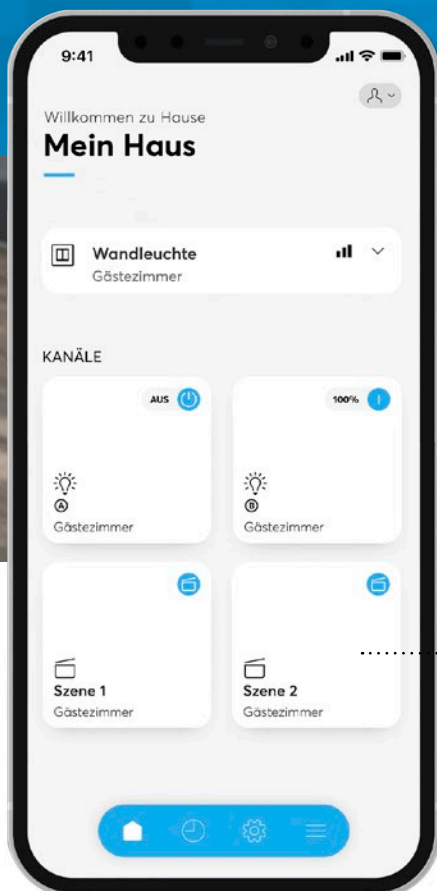 9:41
Willkommen zu Hause
Mein Haus
Wandleuchte
Gästezimmer
KANÄLE
AUS
100%
A
Gästezimmer
B
Gästezimmer
Szene 1
Gästezimmer
Szene 2
Gästezimmer